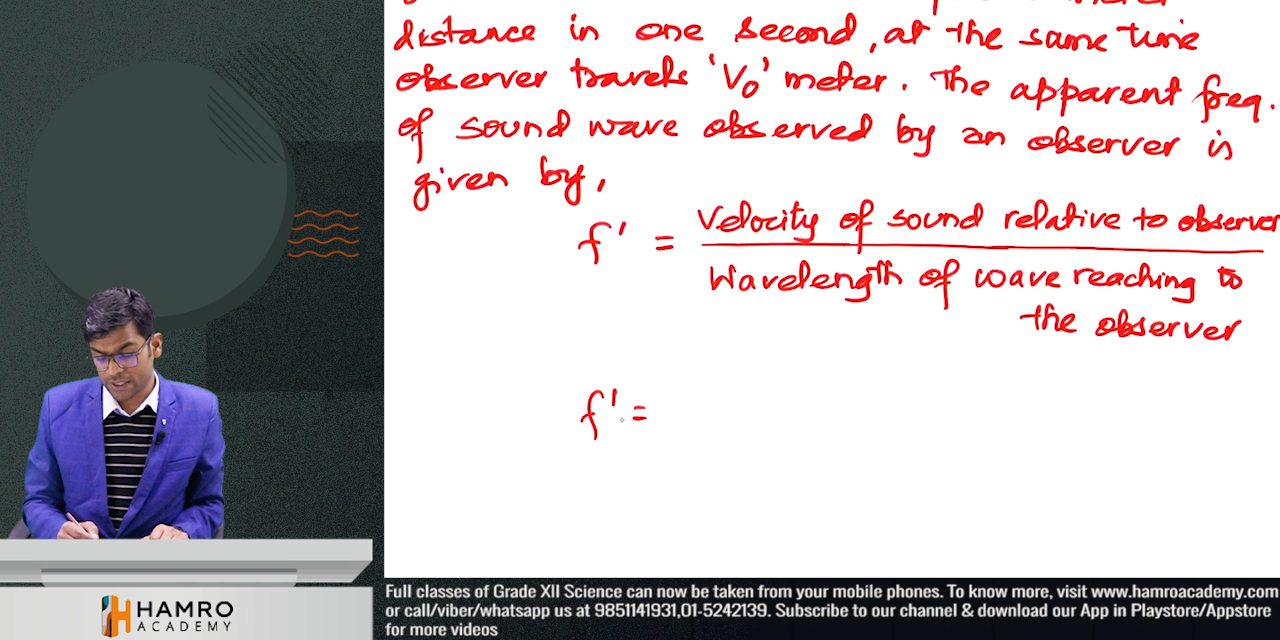 distance in one second, at the same time
observer travels 'V₀' meter. The apparent freq.
of sound wave observed by an observer is
given by,
f' = Velocity of sound relative to observer
Wavelength of wave reaching to
the observer
f' =
HAMRO
ACADEMY
Full classes of Grade XII Science can now be taken from your mobile phones. To know more, visit www.hamroacademy.com
or call/viber/whatsapp us at 9851141931,01-5242139. Subscribe to our channel & download our App in Playstore/Appstore
for more videos